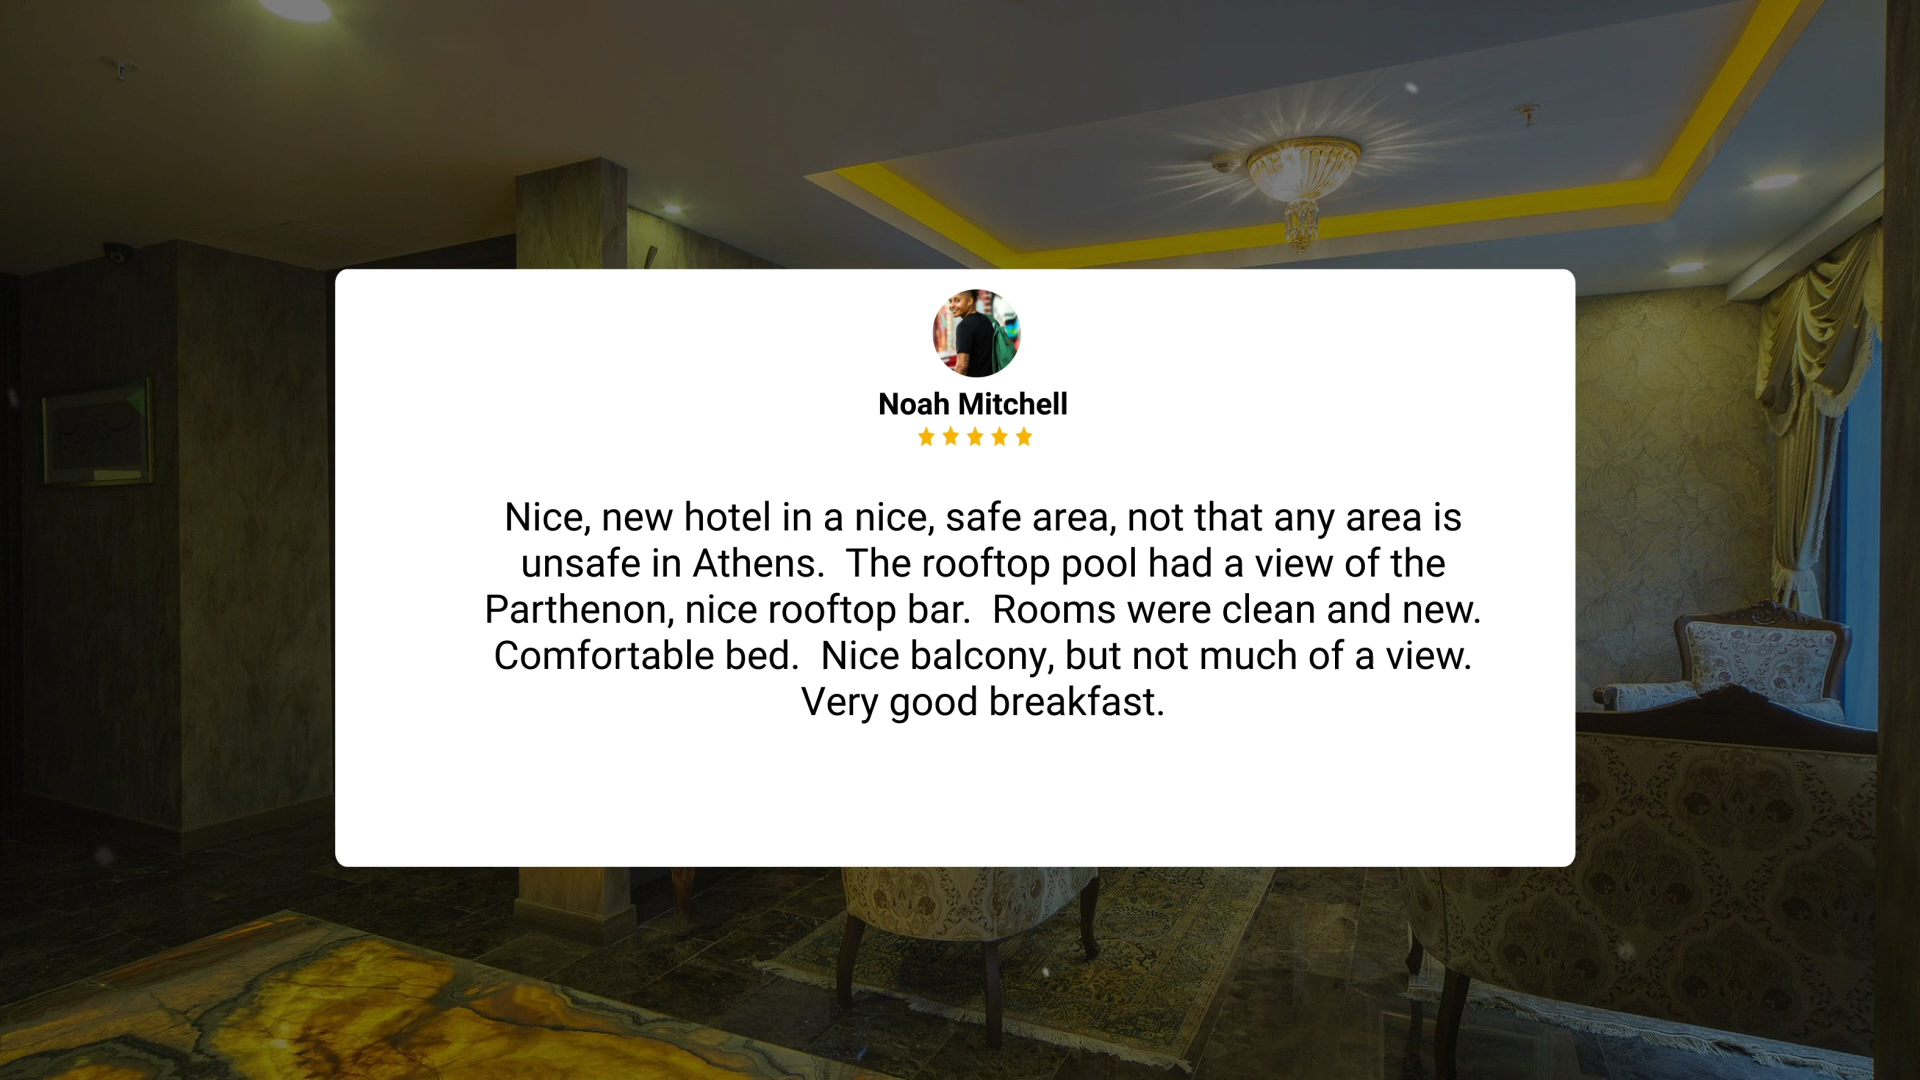 Noah Mitchell
Nice, new hotel in a nice, safe area, not that any area is
unsafe in Athens.  The rooftop pool had a view of the
Parthenon, nice rooftop bar.  Rooms were clean and new.
Comfortable bed.  Nice balcony, but not much of a view.
Very good breakfast.